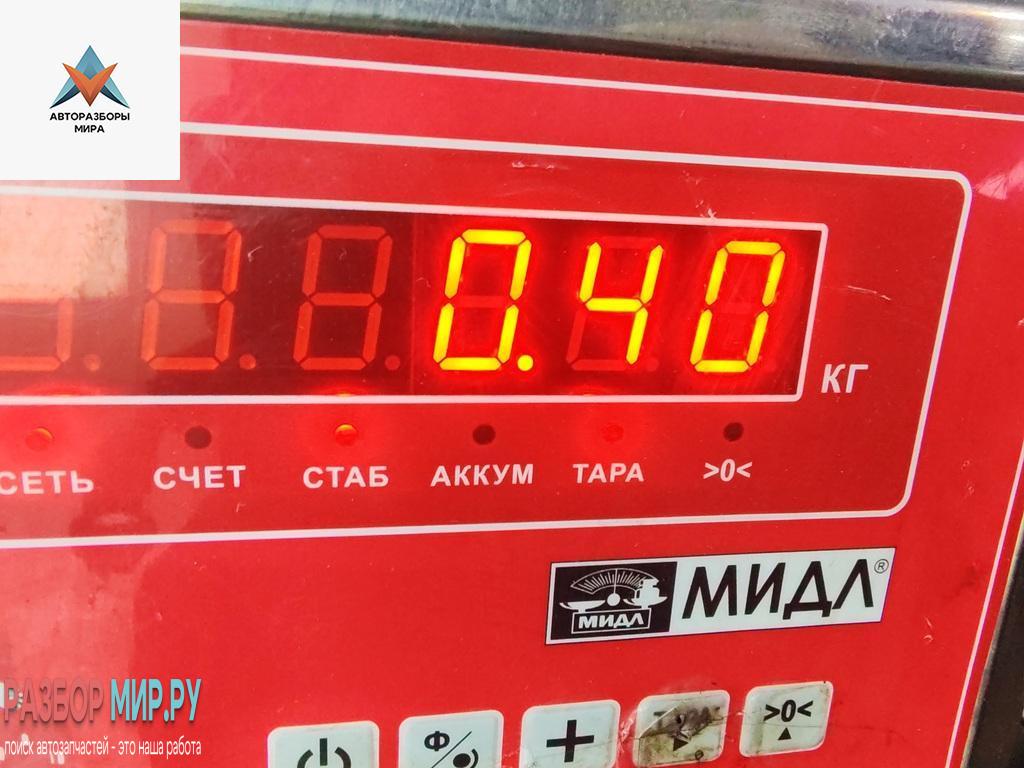 АВТОРАЗБОРЫ
МИРА
0.40
КГ
СЕТЬ СЧЕТ СТАБ АККУМ ТАРА >0<
МИДЛ МИДЛ®
РАЗБОР МИР.РУ
поиск автозапчастей - это наша работа
Ф/ + >0<